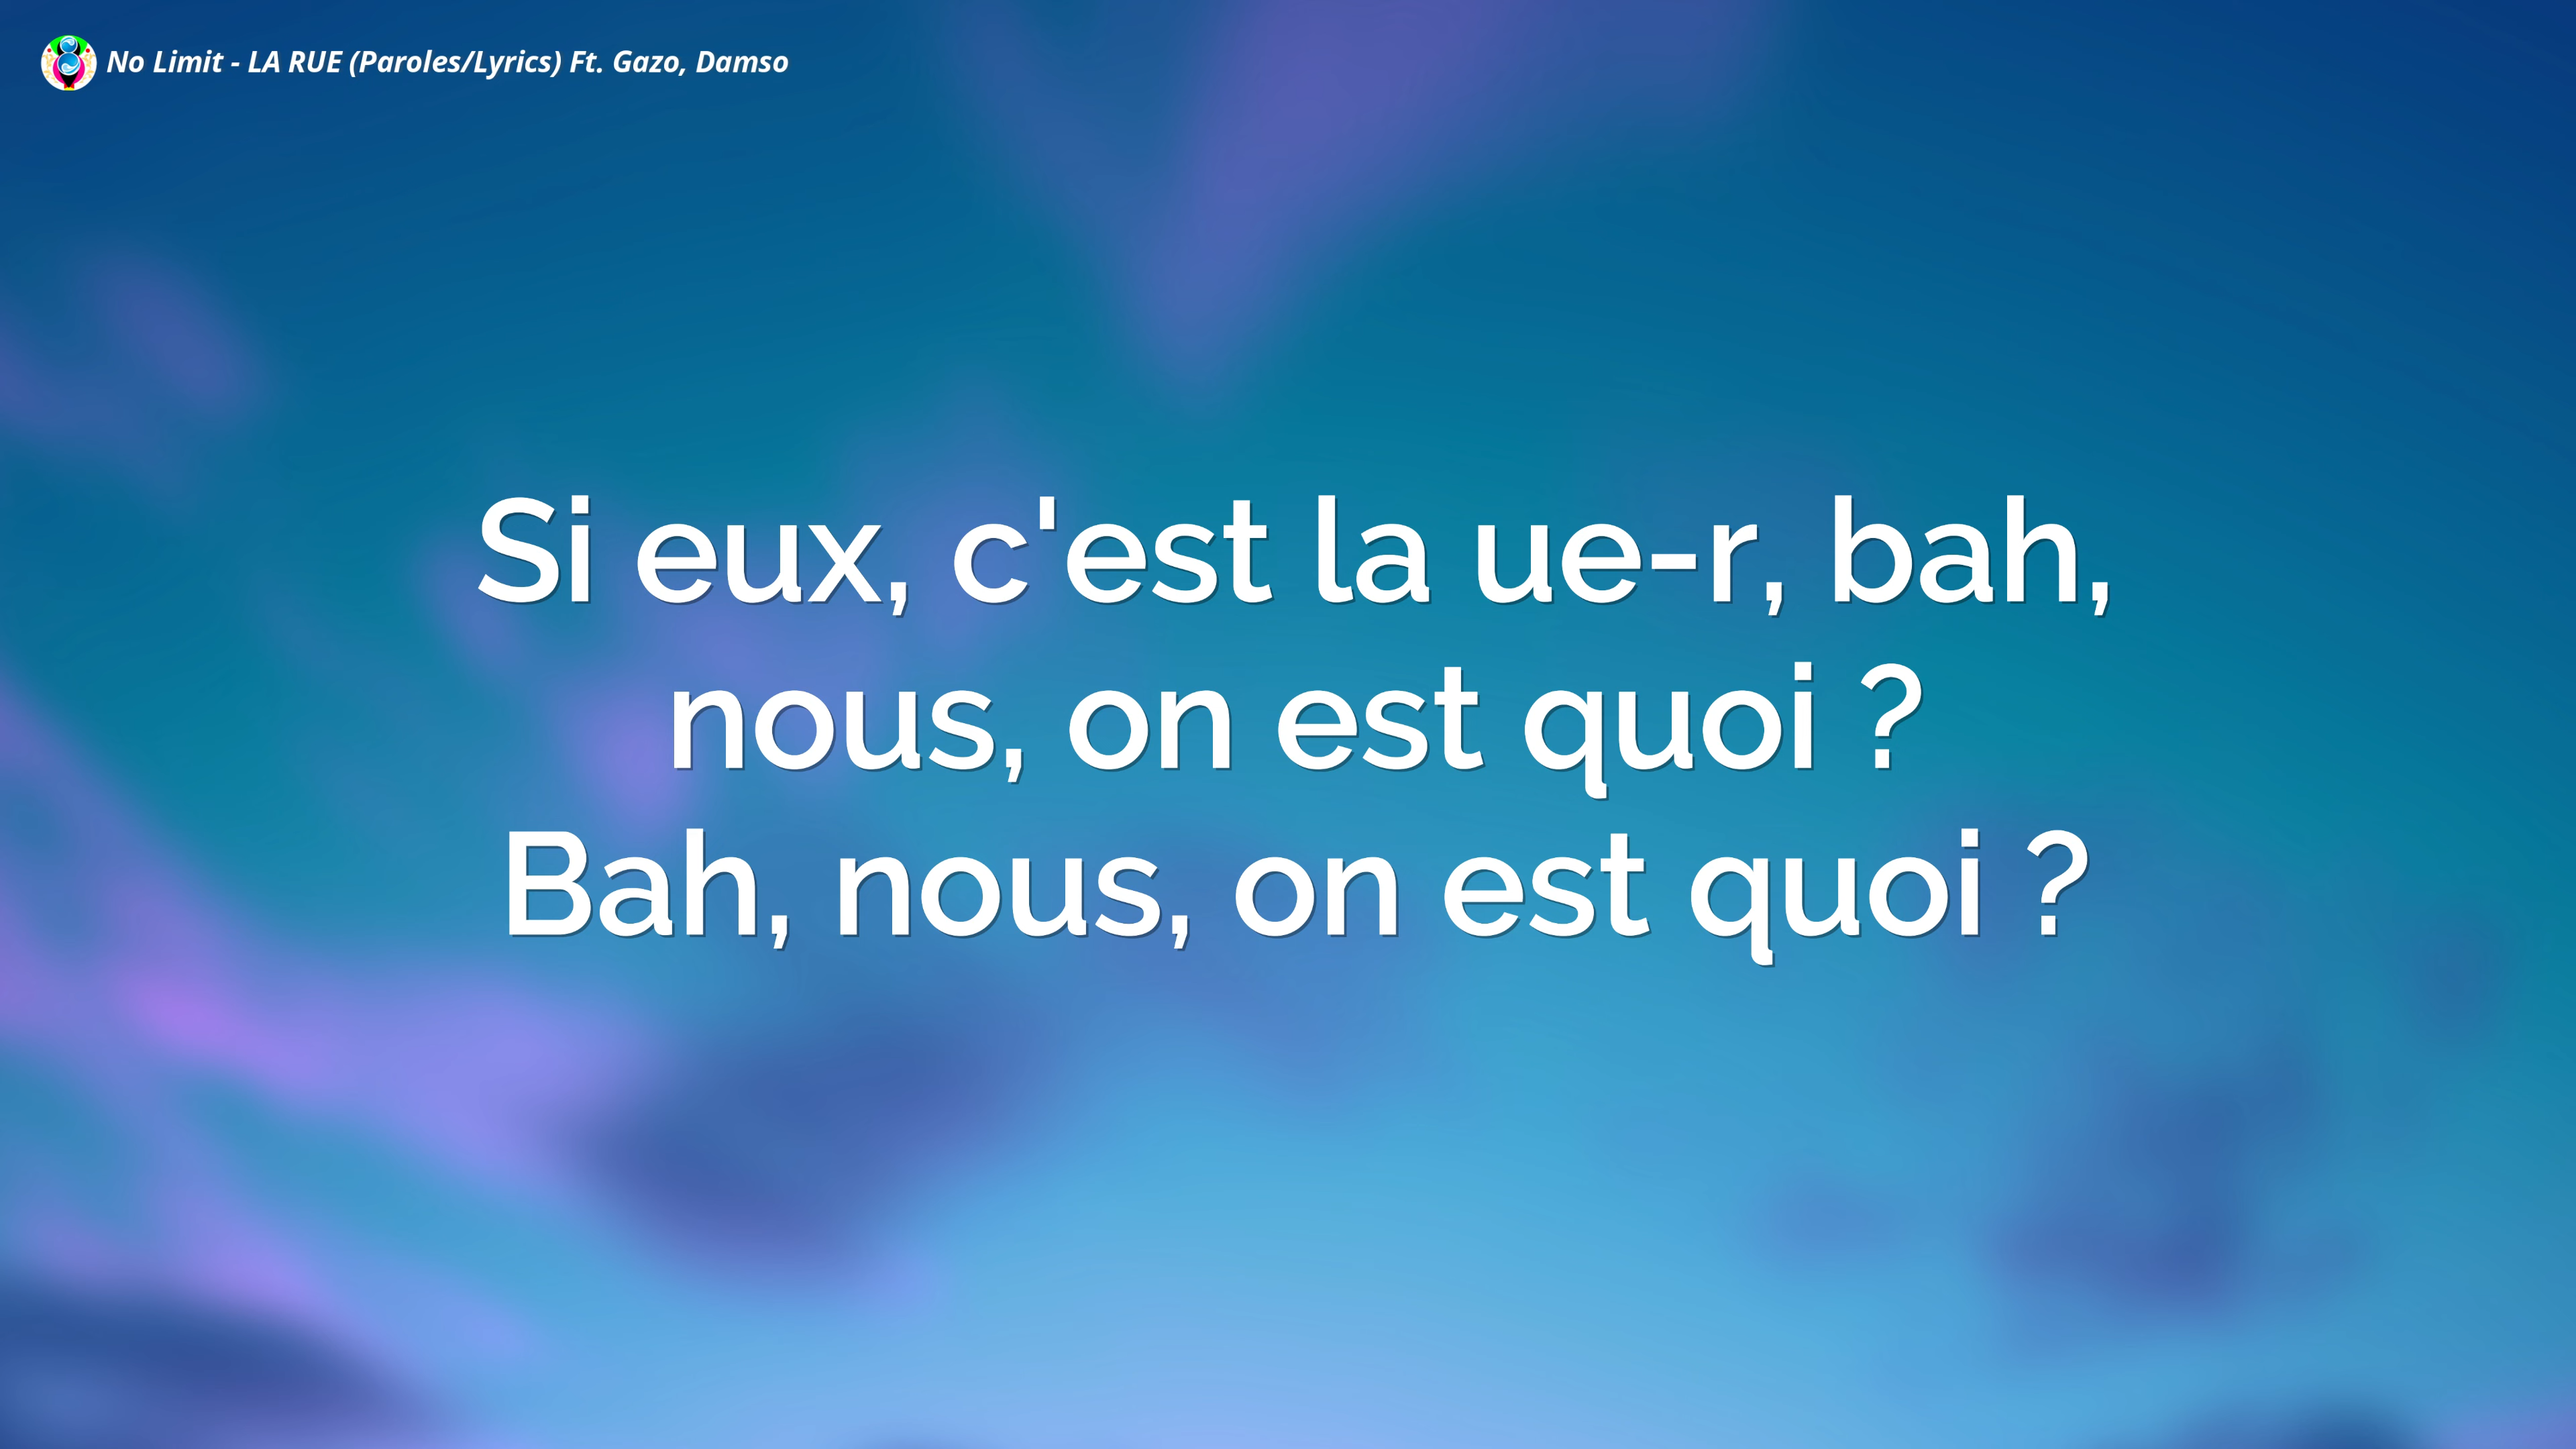 No Limit - LA RUE (Paroles/Lyrics) Ft. Gazo, Damso
Si eux, c'est la ue-r, bah,
nous, on est quoi ?
Bah, nous, on est quoi ?